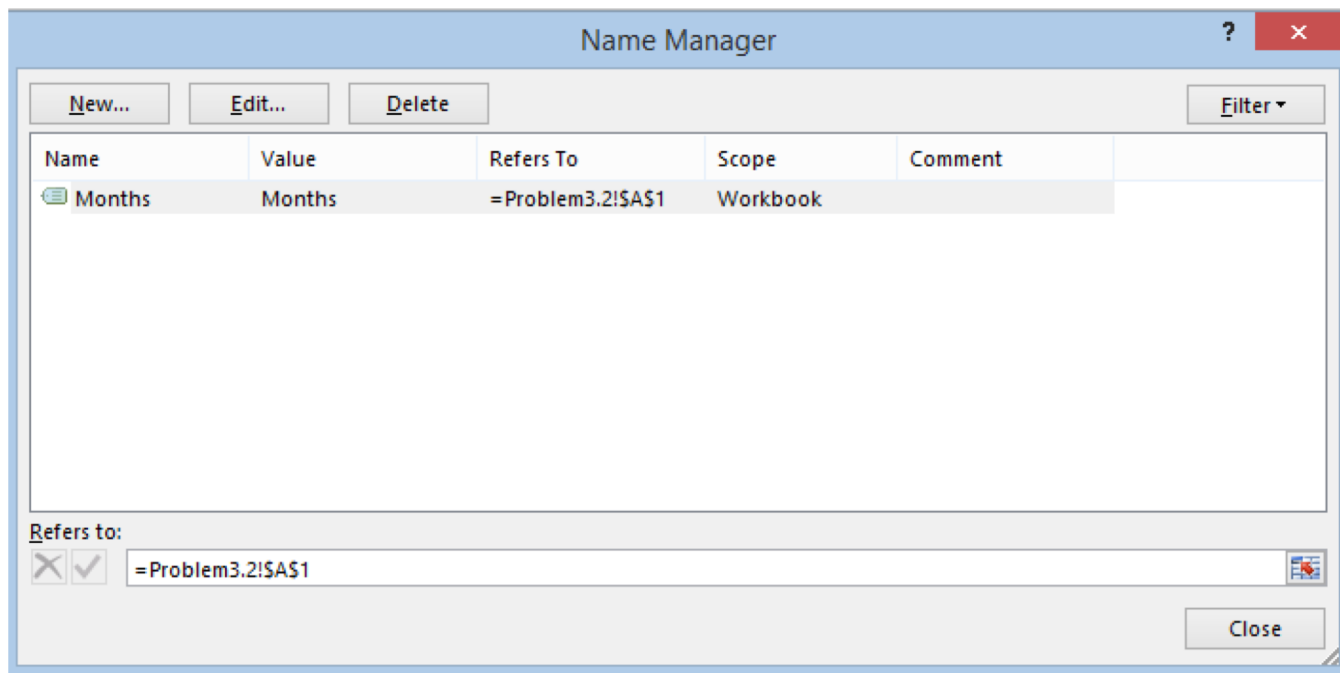 Name Manager ? ×
New... Edit... Delete Filter
Name Value Refers To Scope Comment
Months Months =Problem3.2!$A$1 Workbook
Refers to:
=Problem3.2!$A$1
Close